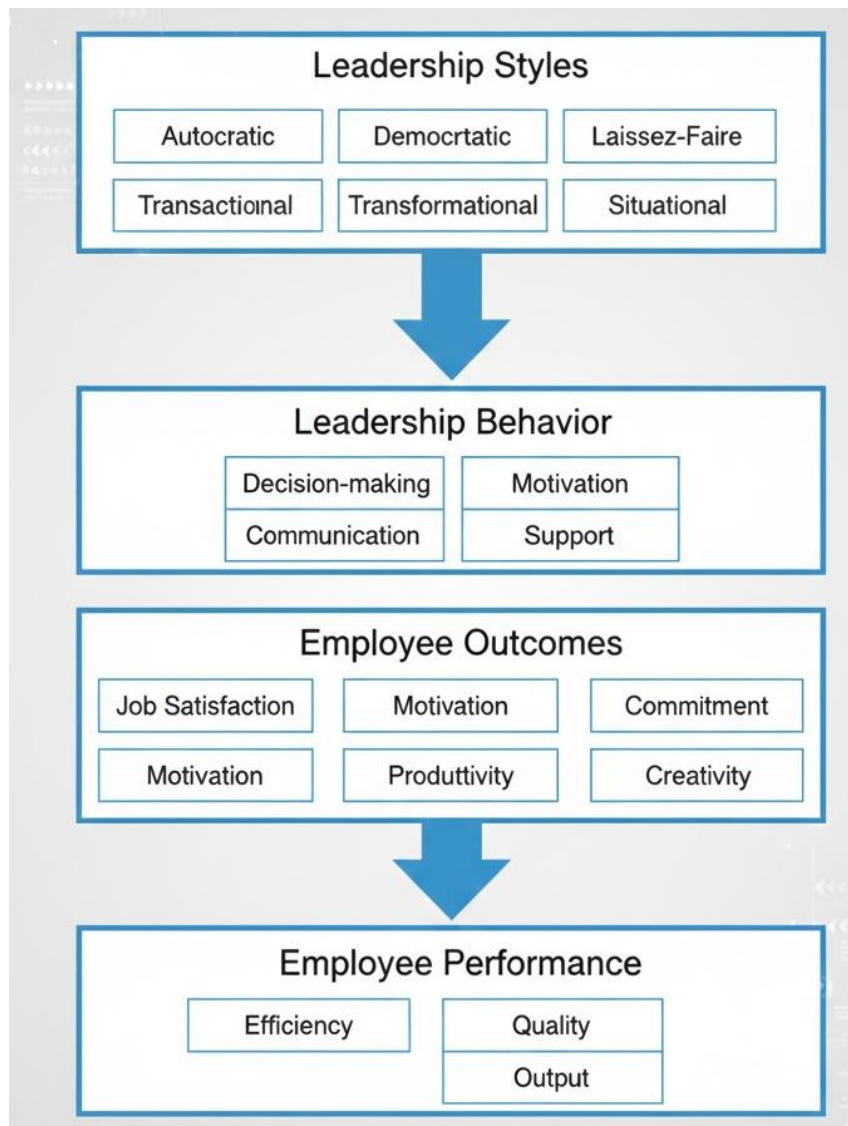 Leadership Styles
Autocratic Democrtatic Laissez-Faire
Transactioınal Transformational Situational
Leadership Behavior
Decision-making Motivation
Communication Support
Employee Outcomes
Job Satisfaction Motivation Commitment
Motivation Produttivity Creativity
Employee Performance
Efficiency Quality
Output